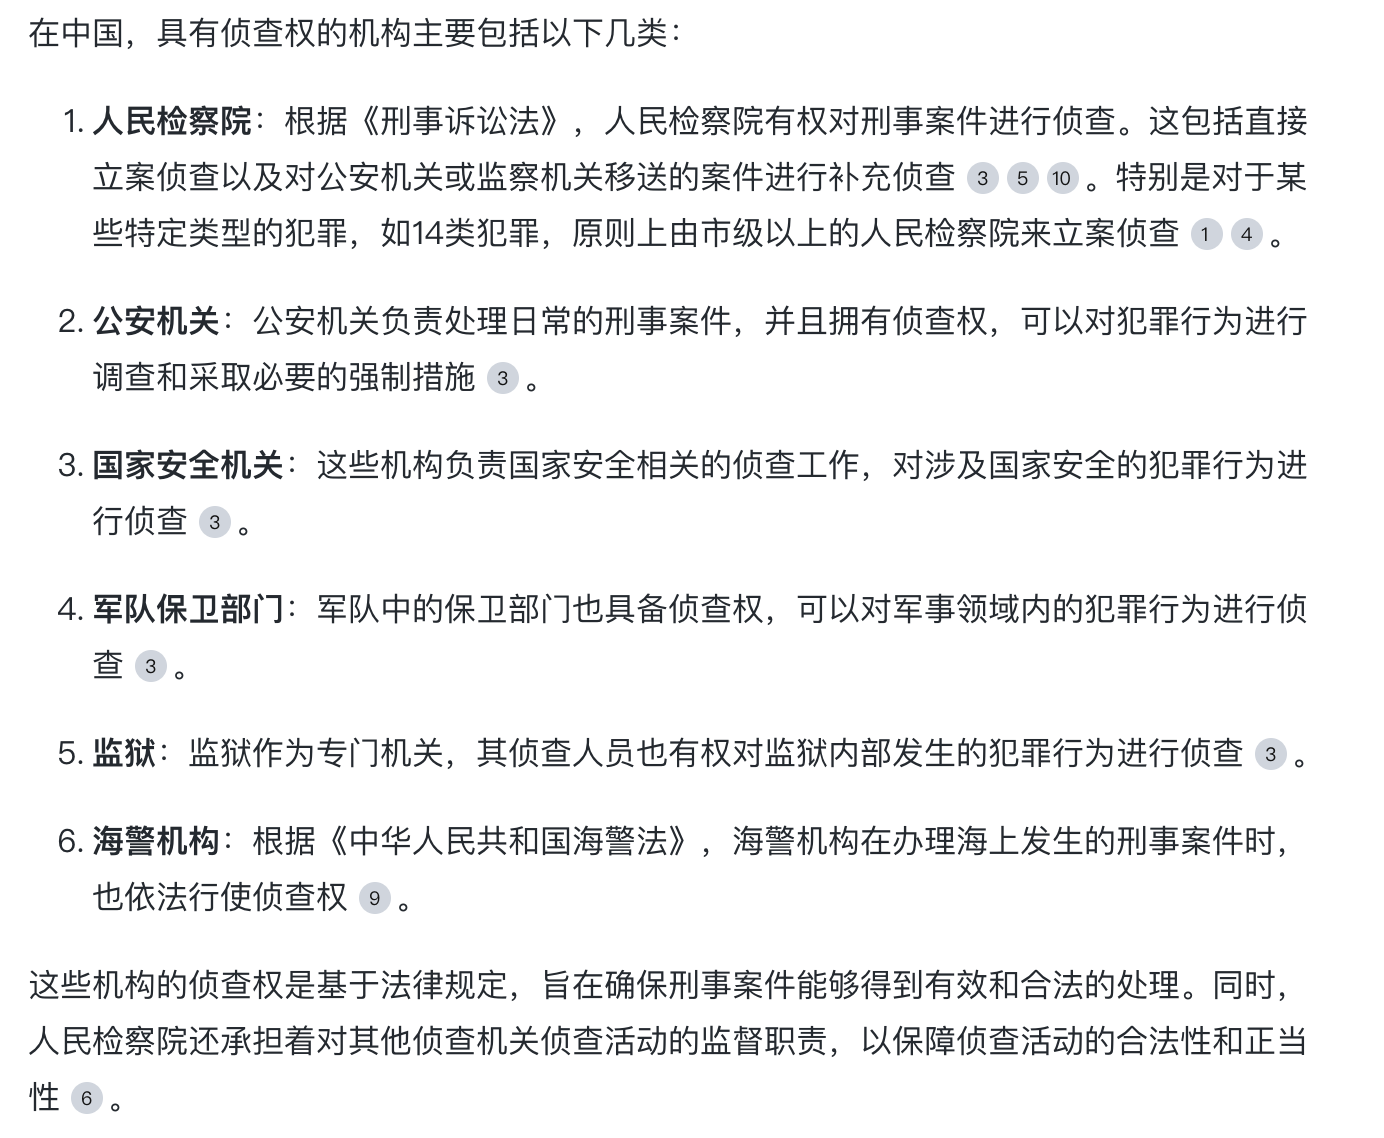 在中国，具有侦查权的机构主要包括以下几类：
1. 人民检察院：根据《刑事诉讼法》，人民检察院有权对刑事案件进行侦查。这包括直接
立案侦查以及对公安机关或监察机关移送的案件进行补充侦查 3 5 10 。特别是对于某
些特定类型的犯罪，如14类犯罪，原则上由市级以上的人民检察院来立案侦查 1 4 。
2. 公安机关：公安机关负责处理日常的刑事案件，并且拥有侦查权，可以对犯罪行为进行
调查和采取必要的强制措施 3 。
3. 国家安全机关：这些机构负责国家安全相关的侦查工作，对涉及国家安全的犯罪行为进
行侦查 3 。
4. 军队保卫部门：军队中的保卫部门也具备侦查权，可以对军事领域内的犯罪行为进行侦
查 3 。
5. 监狱：监狱作为专门机关，其侦查人员也有权对监狱内部发生的犯罪行为进行侦查 3 。
6. 海警机构：根据《中华人民共和国海警法》，海警机构在办理海上发生的刑事案件时，
也依法行使侦查权 9 。
这些机构的侦查权是基于法律规定，旨在确保刑事案件能够得到有效和合法的处理。同时，
人民检察院还承担着对其他侦查机关侦查活动的监督职责，以保障侦查活动的合法性和正当
性 6 。